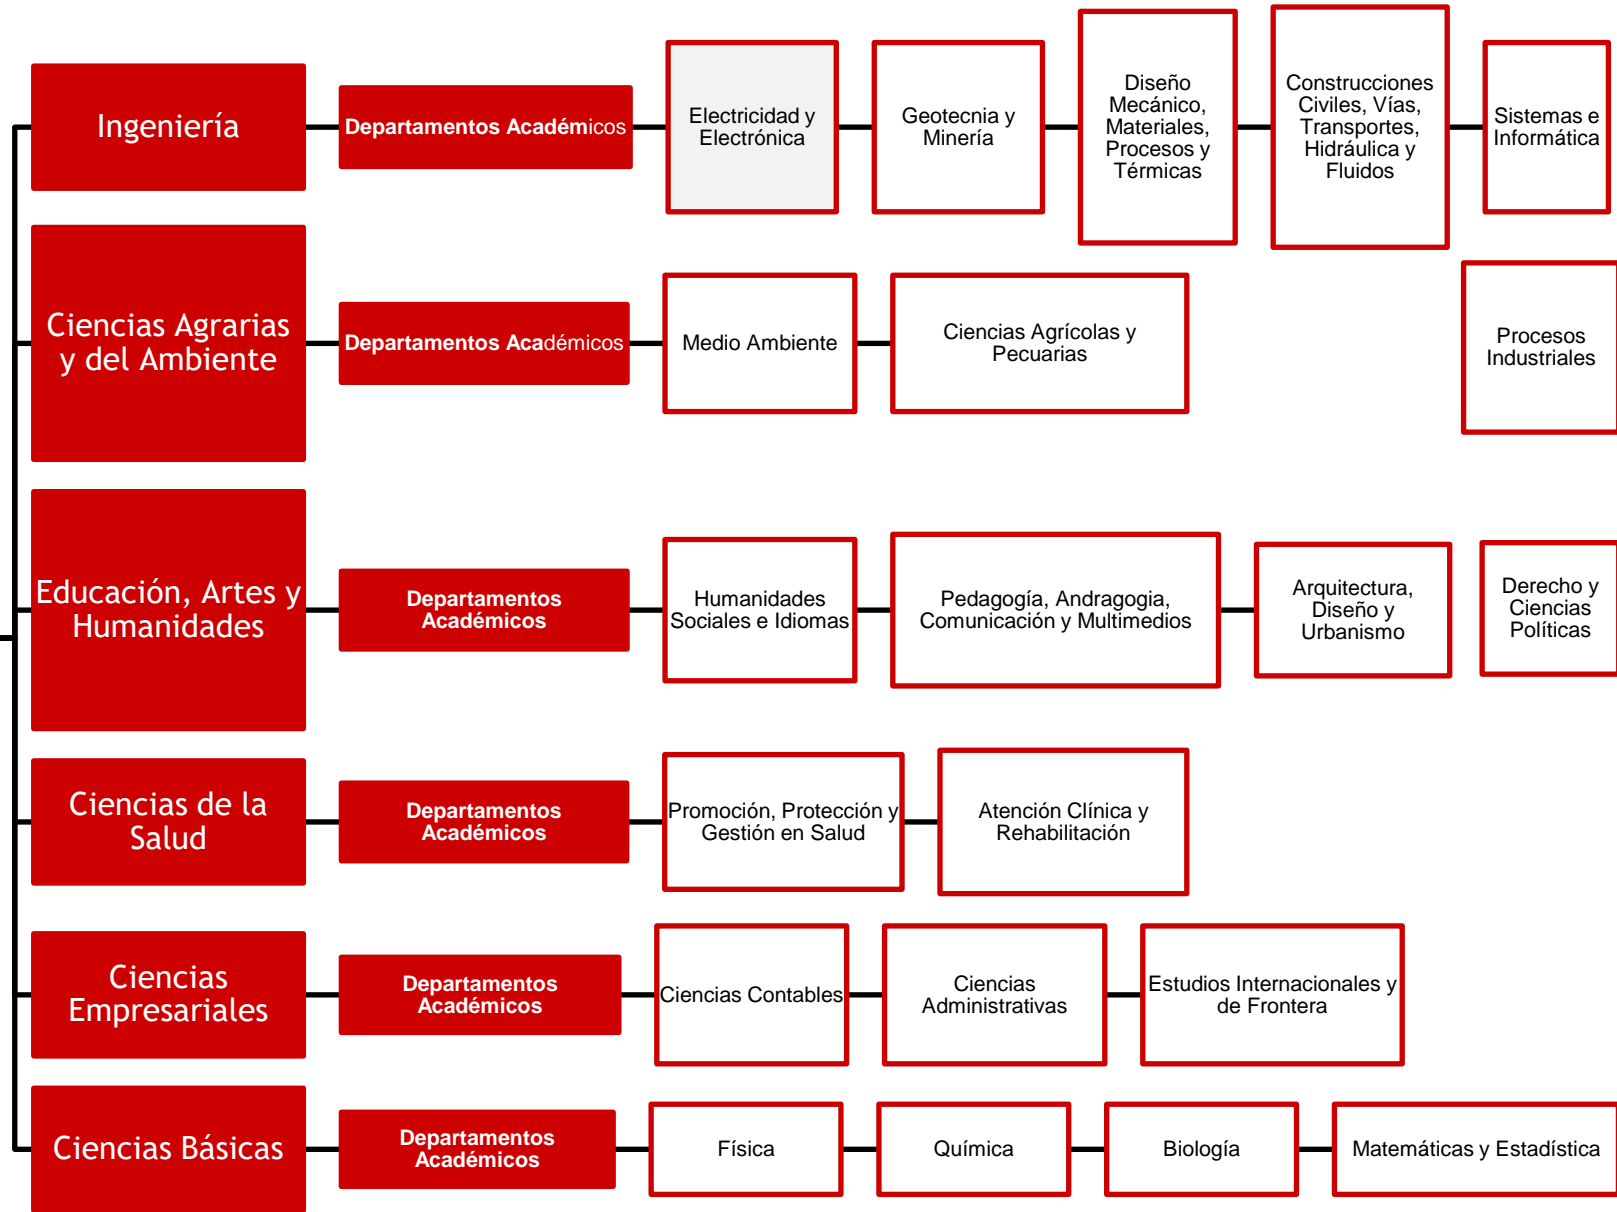 Ingeniería
Departamentos Académicos
Electricidad y
Electrónica
Geotecnia y
Minería
Diseño
Mecánico,
Materiales,
Procesos y
Térmicas
Construcciones
Civiles, Vías,
Transportes,
Hidráulica y
Fluidos
Sistemas e
Informática
Ciencias Agrarias
y del Ambiente
Departamentos Académicos
Medio Ambiente
Ciencias Agrícolas y
Pecuarias
Procesos
Industriales
Educación, Artes y
Humanidades
Departamentos
Académicos
Humanidades
Sociales e Idiomas
Pedagogía, Andragogia,
Comunicación y Multimedios
Arquitectura,
Diseño y
Urbanismo
Derecho y
Ciencias
Políticas
Ciencias de la
Salud
Departamentos
Académicos
Promoción, Protección y
Gestión en Salud
Atención Clínica y
Rehabilitación
Ciencias
Empresariales
Departamentos
Académicos
Ciencias Contables
Ciencias
Administrativas
Estudios Internacionales y
de Frontera
Ciencias Básicas
Departamentos
Académicos
Física
Química
Biología
Matemáticas y Estadística